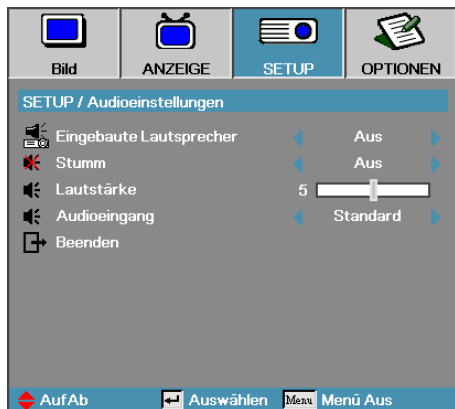 Bild ANZEIGE SETUP OPTIONEN
SETUP / Audioeinstellungen
Eingebaute Lautsprecher Aus
Stumm Aus
Lautstärke 5
Audioeingang Standard
Beenden
AufAb Auswählen Menu Menü Aus